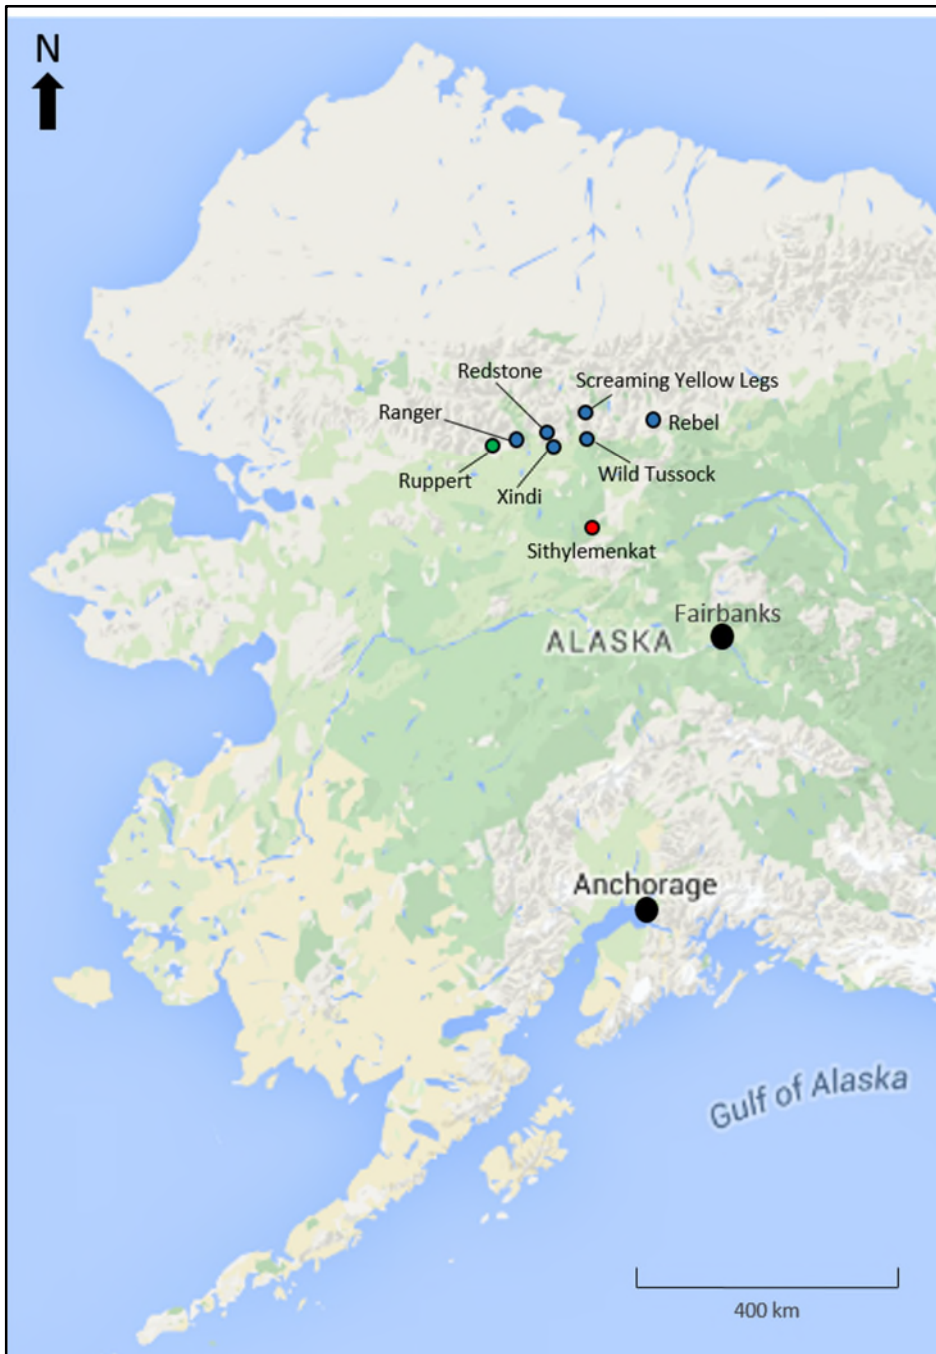 N
Redstone
Screaming Yellow Legs
Ranger
Rebel
Ruppert
Wild Tussock
Xindi
Sithylemenkat
Fairbanks
ALASKA
Anchorage
Gulf of Alaska
400 km